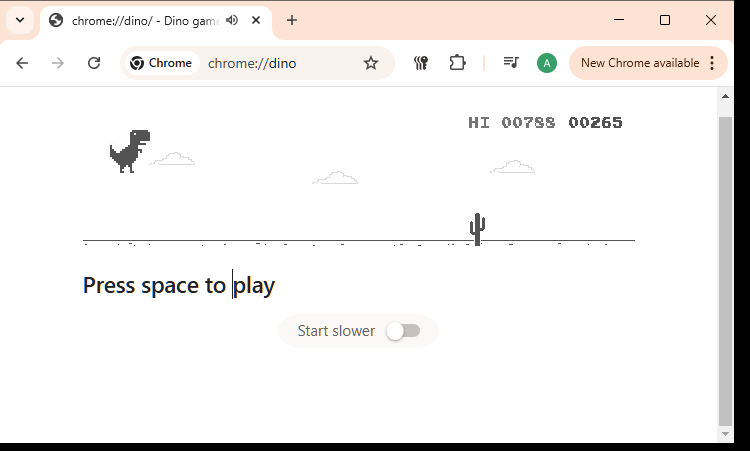 chrome://dino/ - Dino gam
Chrome
chrome://dino
A
New Chrome available
HI 00788 00265
Press space to play
Start slower